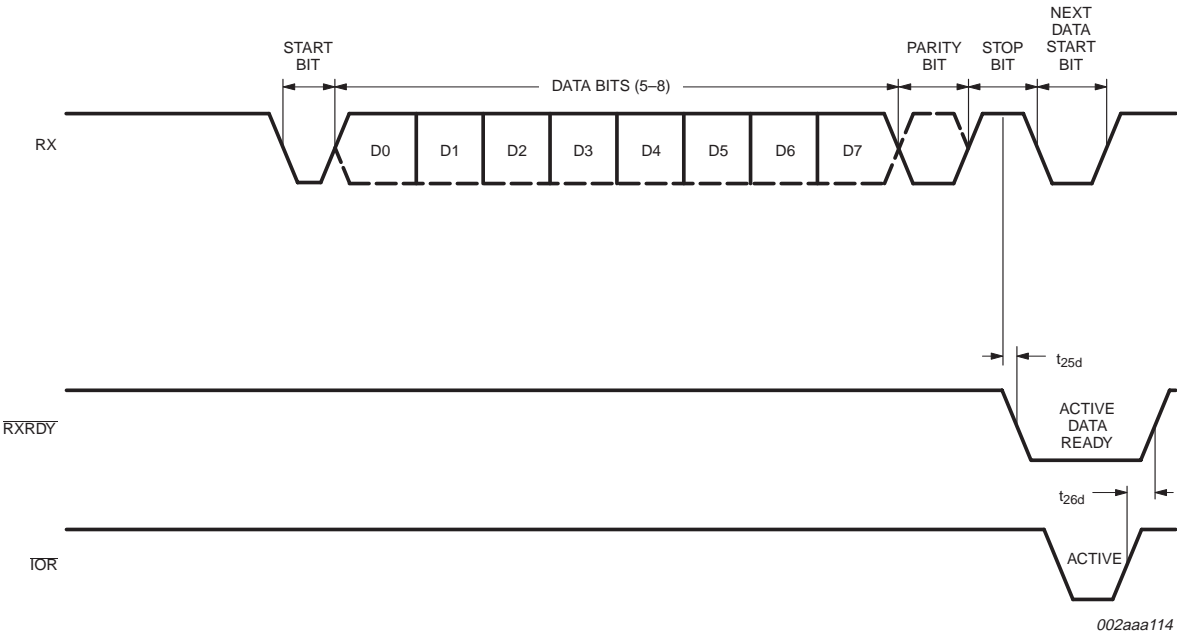 NEXT
DATA
START
BIT
START
BIT
PARITY
BIT
STOP
BIT
DATA BITS (5–8)
RX
D0 D1 D2 D3 D4 D5 D6 D7
t25d
RXRDY
ACTIVE
DATA
READY
t26d
IOR
ACTIVE
002aaa114